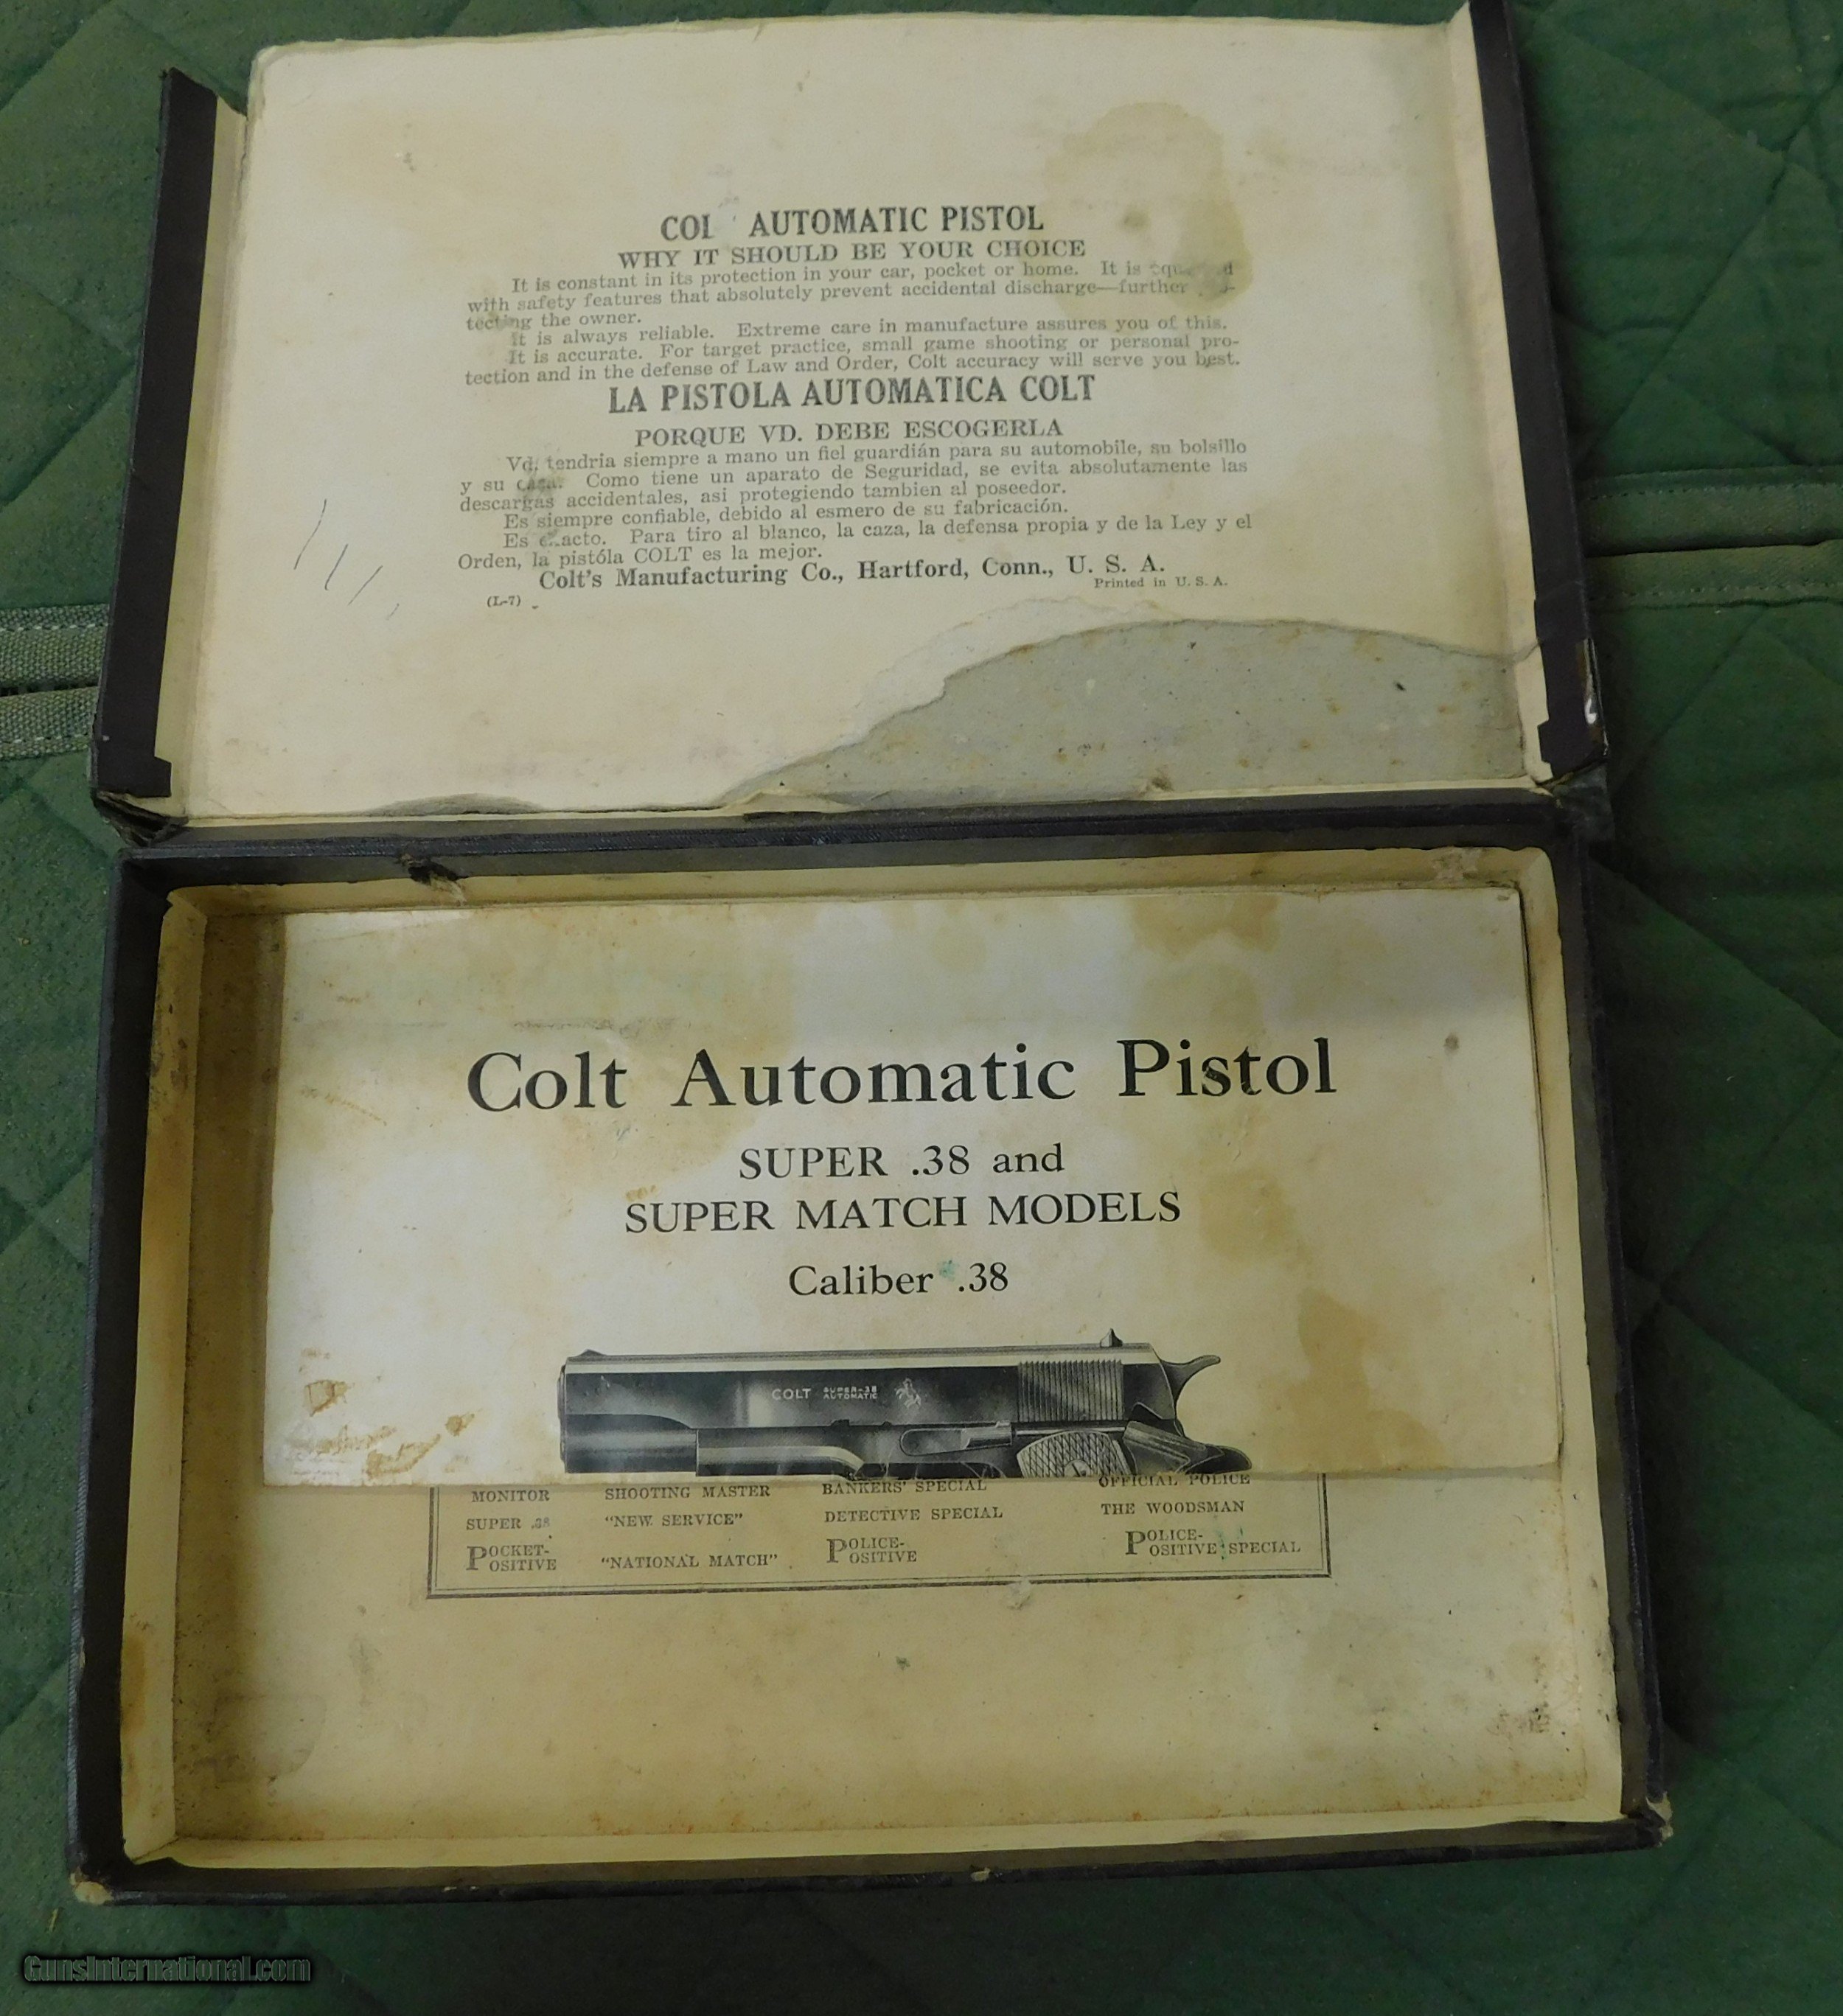 COL AUTOMATIC PISTOL
WHY IT SHOULD BE YOUR CHOICE
It is constant in its protection in your car, pocket or home. It is
with safety features that absolutely prevent accidental discharge—further
tecting the owner.
It is always reliable. Extreme care in manufacture assures you of this.
It is accurate. For target practice, small game shooting or personal pro-
tection and in the defense of Law and Order, Colt accuracy will serve you best.
LA PISTOLA AUTOMATICA COLT
PORQUE VD. DEBE ESCOGERLA
Vd. tendria siempre a mano un fiel guardián para su automobile, su bolsillo
y su casa. Como tiene un aparato de Seguridad, se evita absolutamente las
descargas accidentales, asi protegiendo tambien al poseedor.
Es siempre confiable, debido al esmero de su fabricación.
Es acto. Para tiro al blanco, la caza, la defensa propia y de la Ley y el
Orden, la pistóla COLT es la mejor.
Colt's Manufacturing Co., Hartford, Conn., U. S. A.
Printed in U. S. A.
(L-7)
Colt Automatic Pistol
SUPER .38 and
SUPER MATCH MODELS
Caliber .38
COLT SUPER-38
AUTOMATIC
MONITOR SHOOTING MASTER BANKERS' SPECIAL OFFICIAL POLICE
SUPER .38 "NEW SERVICE" DETECTIVE SPECIAL THE WOODSMAN
POCKET-POSITIVE "NATIONAL MATCH" POLICE-POSITIVE POLICE-POSITIVE SPECIAL
GunsInternational.com